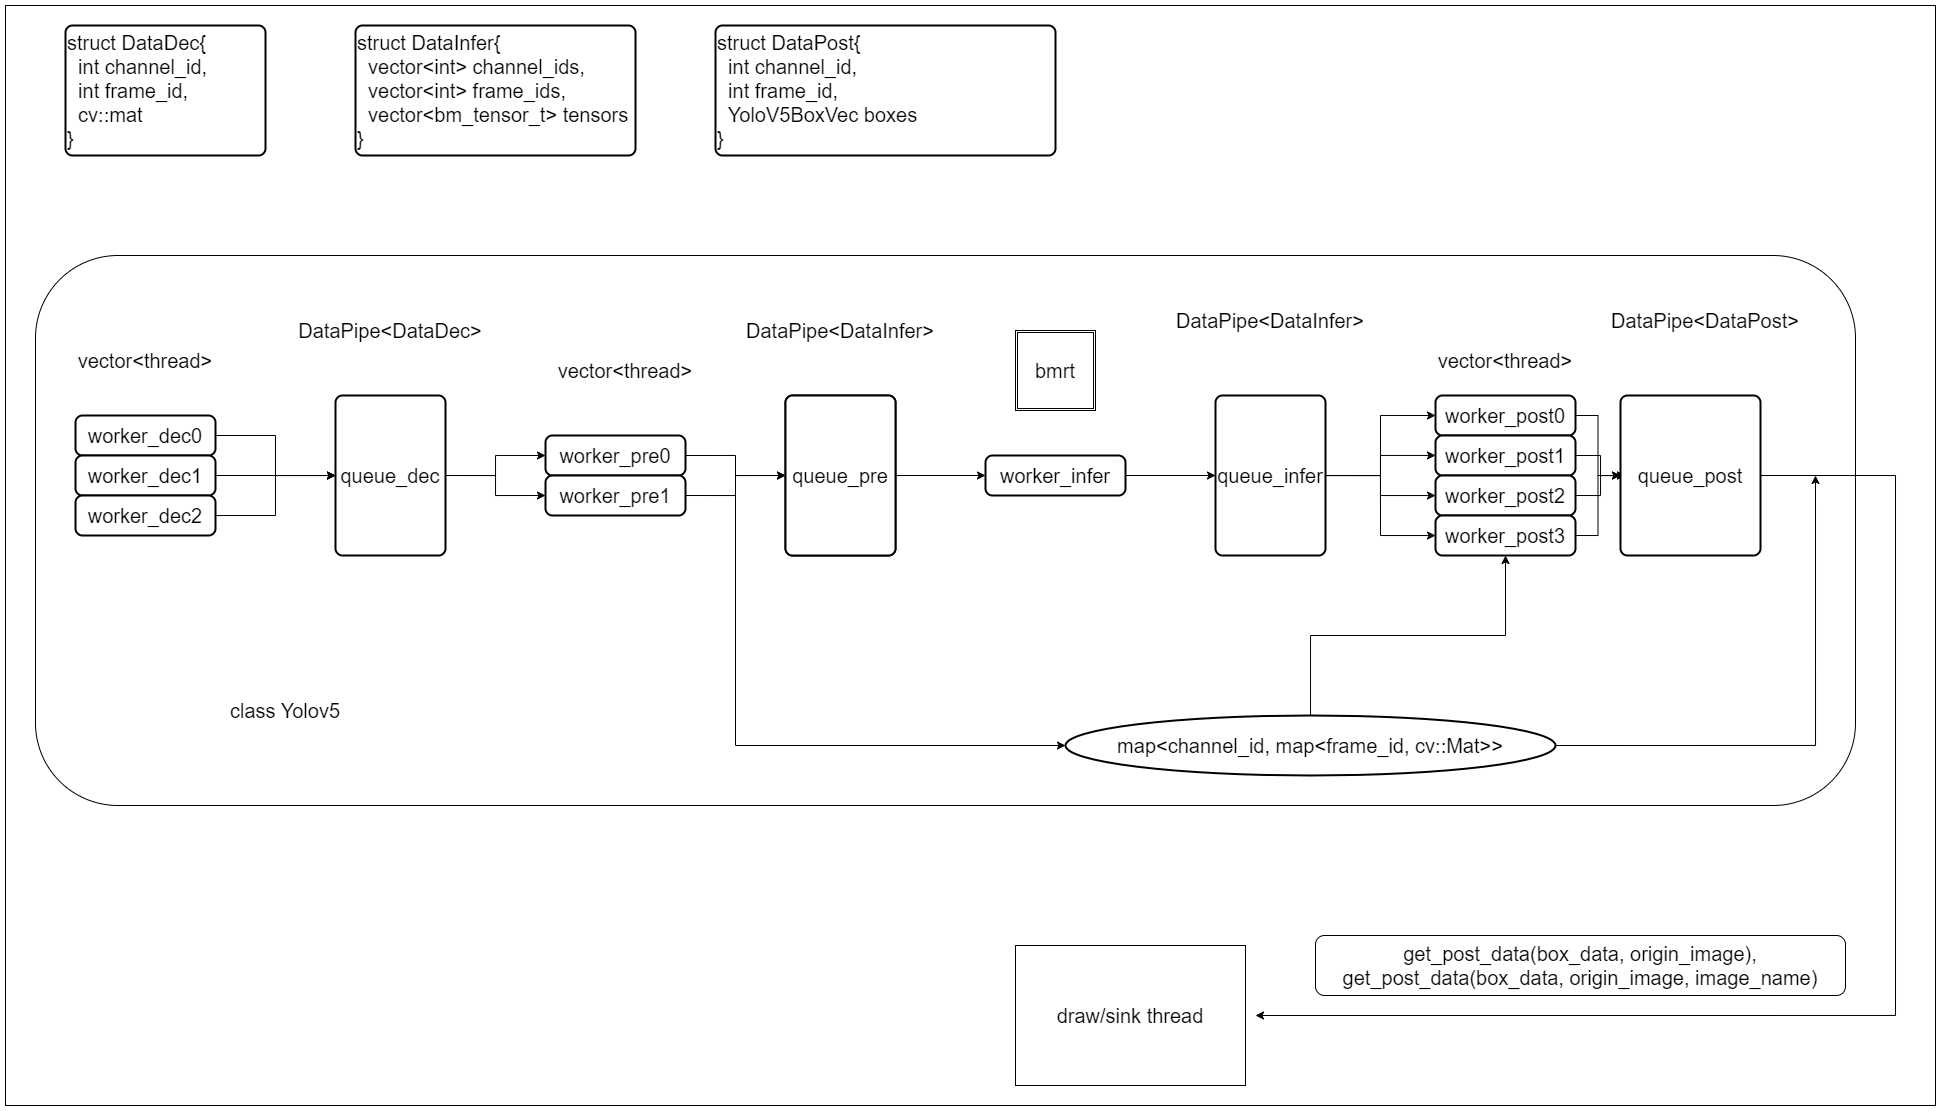 struct DataDec{
int channel_id,
int frame_id,
cv::mat
}
struct DataInfer{
vector<int> channel_ids,
vector<int> frame_ids,
vector<bm_tensor_t> tensors
}
struct DataPost{
int channel_id,
int frame_id,
YoloV5BoxVec boxes
}
vector<thread>
DataPipe<DataDec>
vector<thread>
DataPipe<DataInfer>
bmrt
DataPipe<DataInfer>
vector<thread>
DataPipe<DataPost>
worker_dec0
worker_dec1
worker_dec2
queue_dec
worker_pre0
worker_pre1
queue_pre
worker_infer
queue_infer
worker_post0
worker_post1
worker_post2
worker_post3
queue_post
class Yolov5
map<channel_id, map<frame_id, cv::Mat>>
get_post_data(box_data, origin_image),
get_post_data(box_data, origin_image, image_name)
draw/sink thread